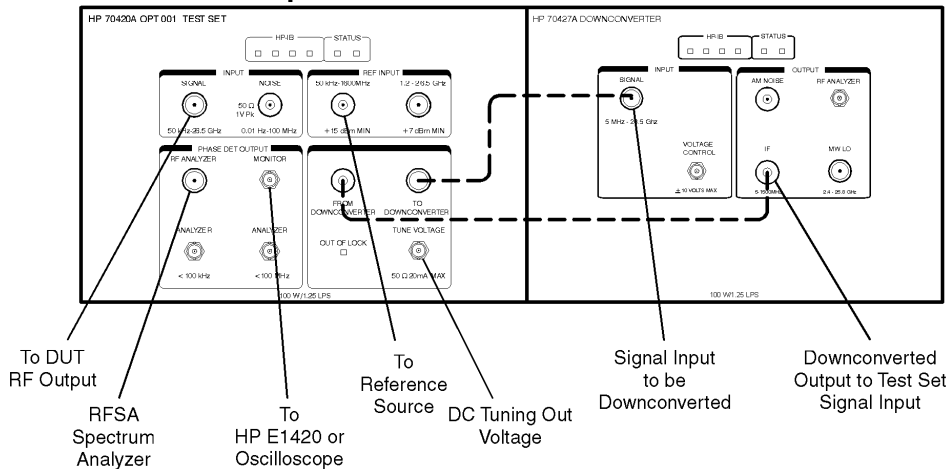 HP 70420A OPT 001 TEST SET
HP-IB
STATUS
INPUT
SIGNAL
NOISE
50 Ω
1V Pk
50 kHz-26.5 GHz
0.01 Hz-100 MHz
REF INPUT
50 kHz-1600MHz
1.2 - 26.5 GHz
+15 dBm MIN
+7 dBm MIN
PHASE DET OUTPUT
RF ANALYZER
MONITOR
ANALYZER
ANALYZER
< 100 kHz
<100 MHz
FROM
DOWNCONVERTER
TO
DOWNCONVERTER
OUT OF LOCK
TUNE VOLTAGE
50 Ω 20mA MAX
100 W/1.25 LPS
HP 70427A DOWNCONVERTER
HP-IB
STATUS
INPUT
SIGNAL
5 MHz - 26.5 Ghz
VOLTAGE
CONTROL
± 10 VOLTS MAX
OUTPUT
AM NOISE
RF ANALYZER
IF
MW LO
5-1500MHz
2.4 - 25.8 GHz
100 W/1.25 LPS
To DUT
RF Output
RFSA
Spectrum
Analyzer
To
HP E1420 or
Oscilloscope
To
Reference
Source
DC Tuning Out
Voltage
Signal Input
to be
Downconverted
Downconverted
Output to Test Set
Signal Input